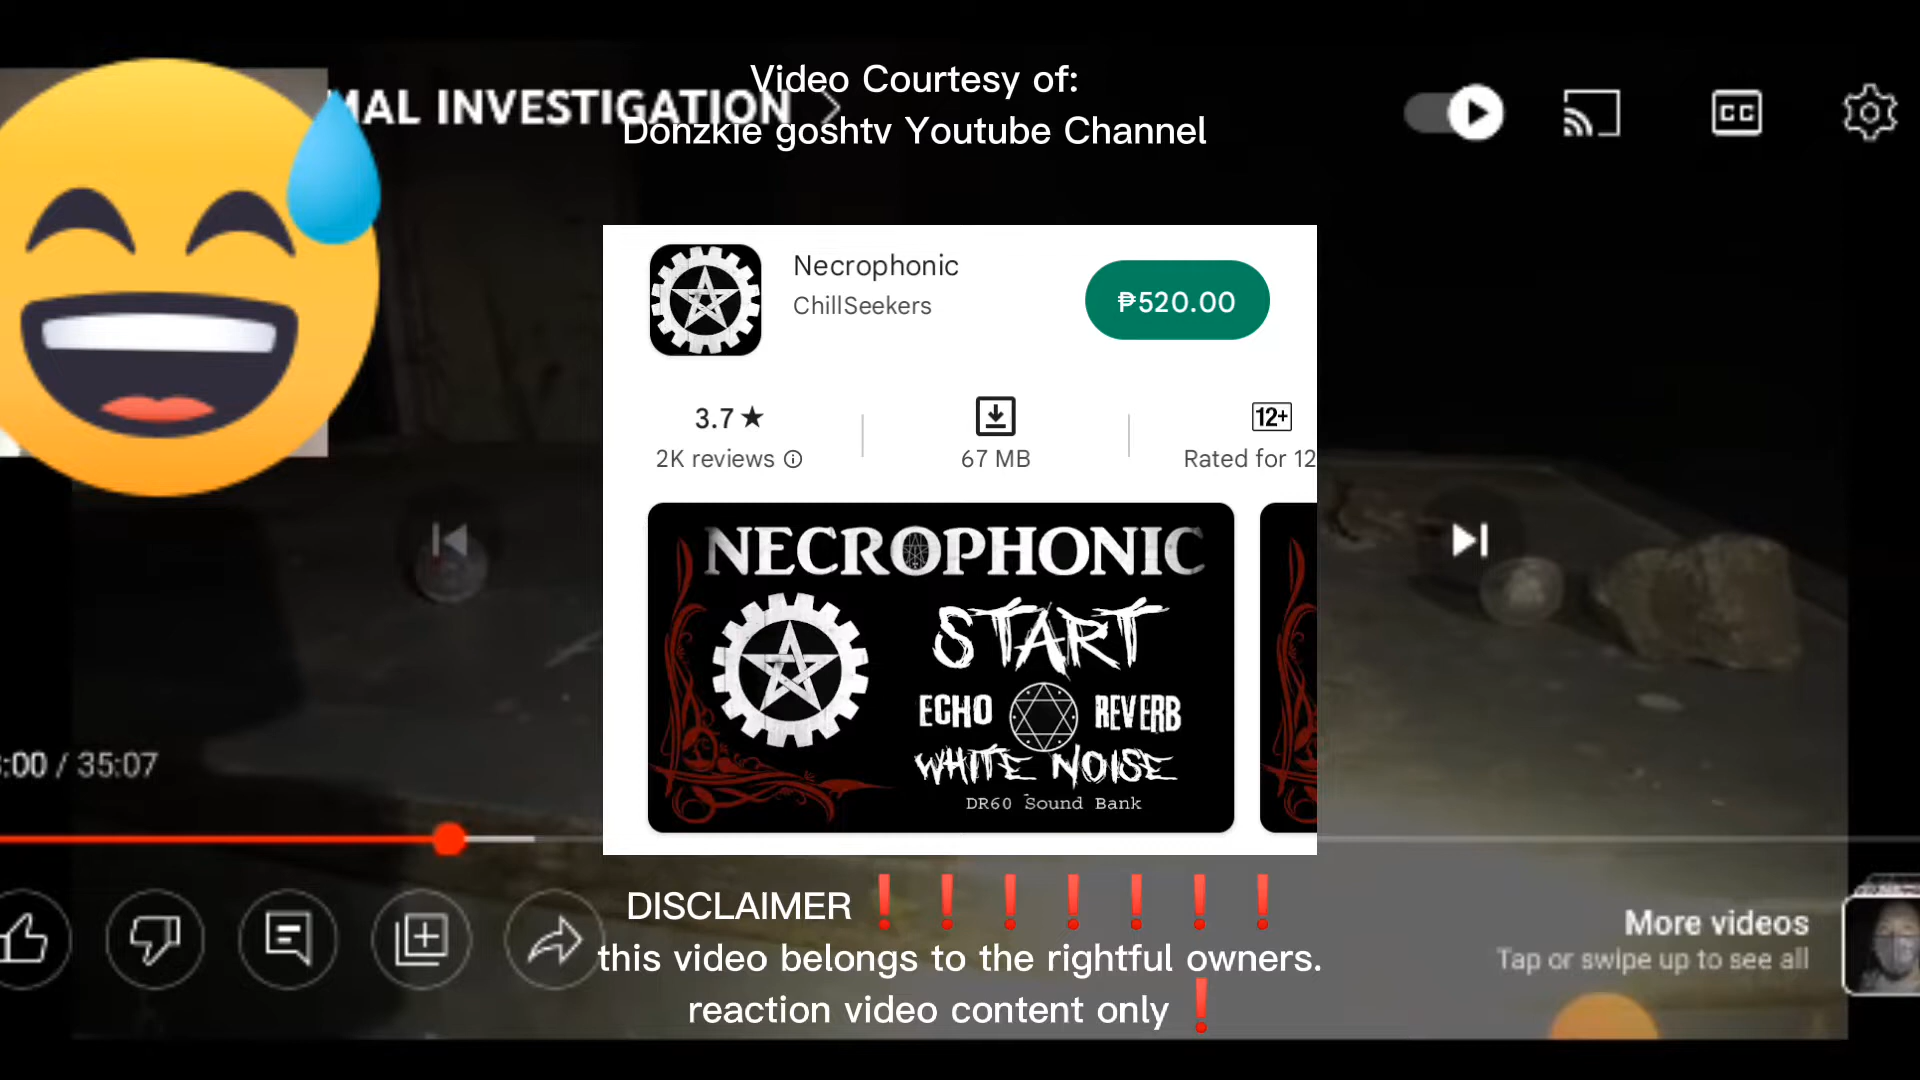 Video Courtesy of:
MAL INVESTIGATION
Donzkie goshtv Youtube Channel
CC
Necrophonic
ChillSeekers
₱520.00
3.7★
12+
2K reviews
67 MB
Rated for 12
NECROPHONIC
START
ECHO
REVERB
WHITE NOISE
DR60 Sound Bank
:00 / 35:07
DISCLAIMER❗❗❗❗❗❗❗
this video belongs to the rightful owners.
reaction video content only❗
More videos
Tap or swipe up to see all